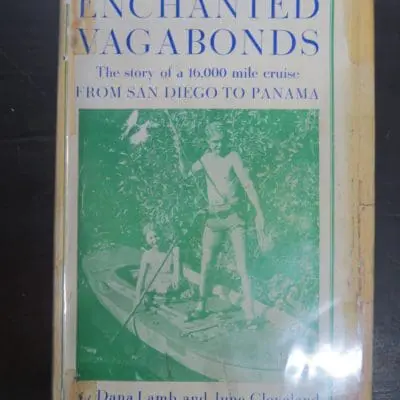 ENCHANTED
VAGABONDS
The story of a 16,000 mile cruise
FROM SAN DIEGO TO PANAMA
Dana Lamb and June Cleveland